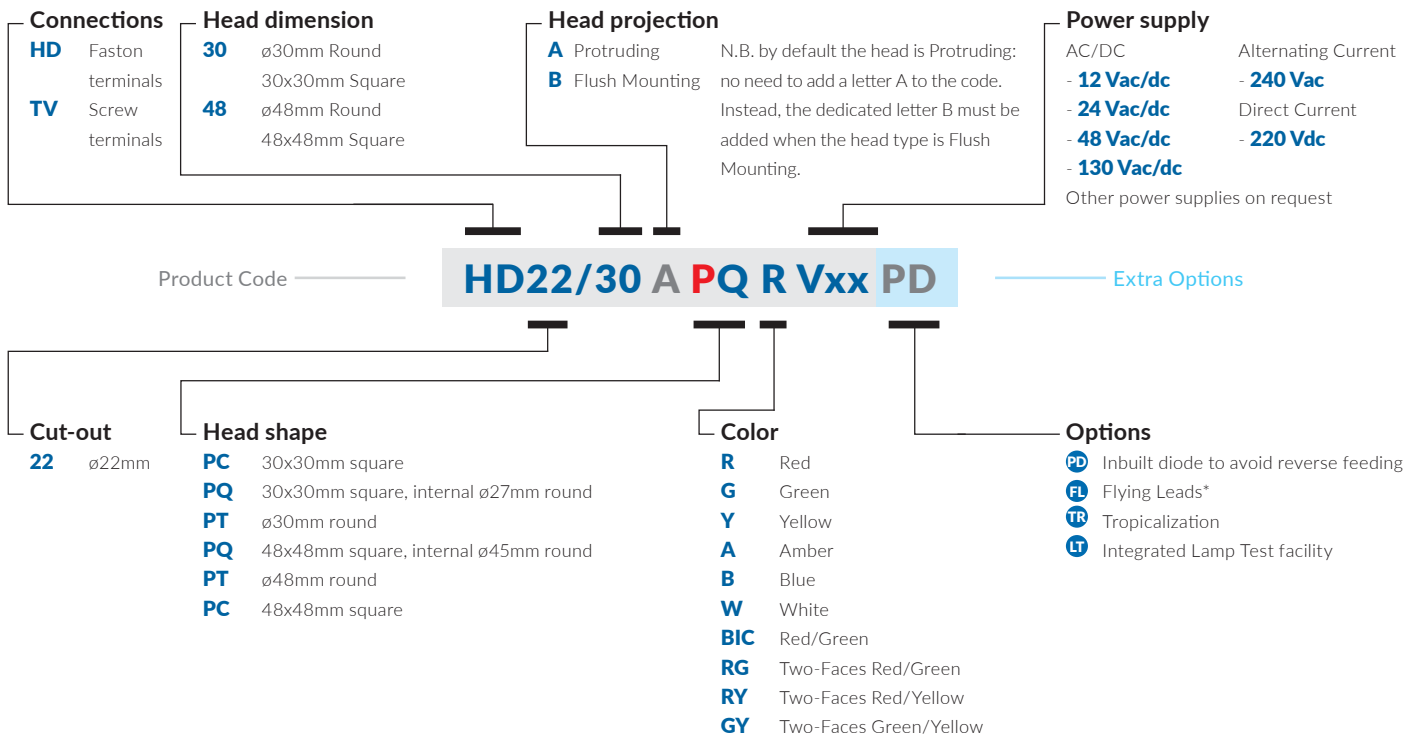 Connections
HD Faston
terminals
TV Screw
terminals
Head dimension
30 ø30mm Round
30x30mm Square
48 ø48mm Round
48x48mm Square
Head projection
A Protruding
B Flush Mounting
N.B. by default the head is Protruding:
no need to add a letter A to the code.
Instead, the dedicated letter B must be
added when the head type is Flush
Mounting.
Power supply
AC/DC
- 12 Vac/dc
- 24 Vac/dc
- 48 Vac/dc
- 130 Vac/dc
Alternating Current
- 240 Vac
Direct Current
- 220 Vdc
Other power supplies on request
Product Code
HD22/30 A PQ R Vxx PD
Extra Options
Cut-out
22 ø22mm
Head shape
PC 30x30mm square
PQ 30x30mm square, internal ø27mm round
PT ø30mm round
PQ 48x48mm square, internal ø45mm round
PT ø48mm round
PC 48x48mm square
Color
R Red
G Green
Y Yellow
A Amber
B Blue
W White
BIC Red/Green
RG Two-Faces Red/Green
RY Two-Faces Red/Yellow
GY Two-Faces Green/Yellow
Options
PD Inbuilt diode to avoid reverse feeding
FL Flying Leads*
TR Tropicalization
LT Integrated Lamp Test facility